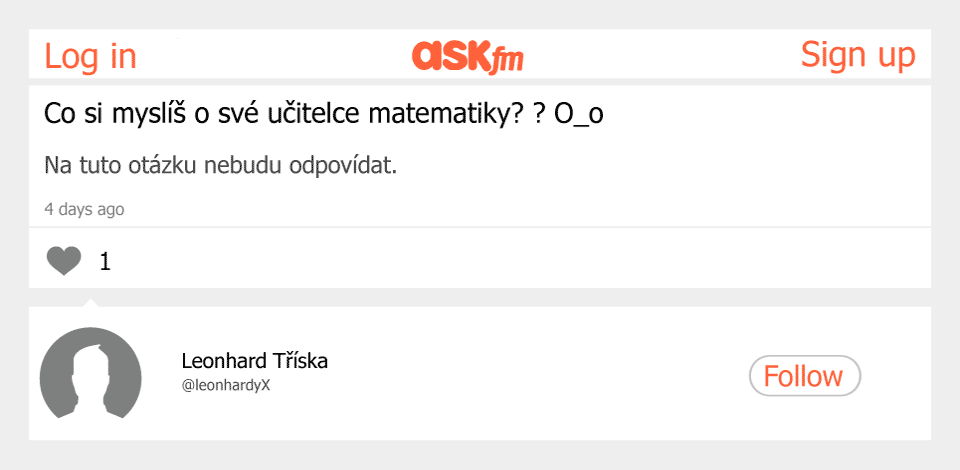 Log in
askfm
Sign up
Co si myslíš o své učitelce matematiky? ? O_o
Na tuto otázku nebudu odpovídat.
4 days ago
1
Leonhard Tříska
@leonhardyX
Follow